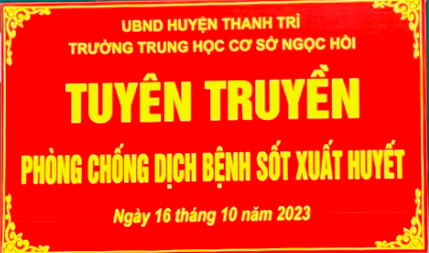 UBND HUYỆN THANH TRÌ
TRƯỜNG TRUNG HỌC CƠ SỞ NGỌC HỒI
TUYÊN TRUYỀN
PHÒNG CHỐNG DỊCH BỆNH SỐT XUẤT HUYẾT
Ngày 16 tháng 10 năm 2023